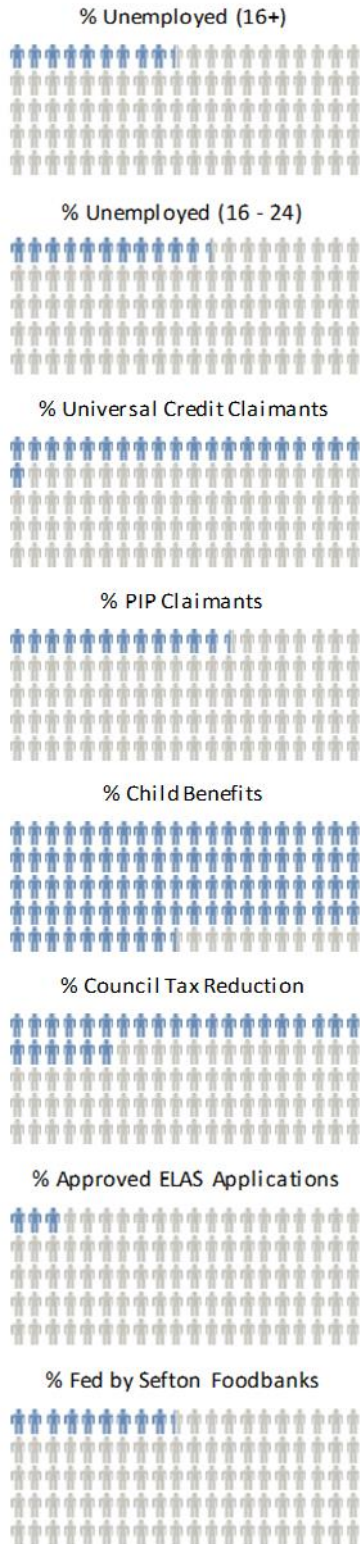 % Unemployed (16+)
% Unemployed (16 - 24)
% Universal Credit Claimants
% PIP Claimants
% Child Benefits
% Council Tax Reduction
% Approved ELAS Applications
% Fed by Sefton Foodbanks